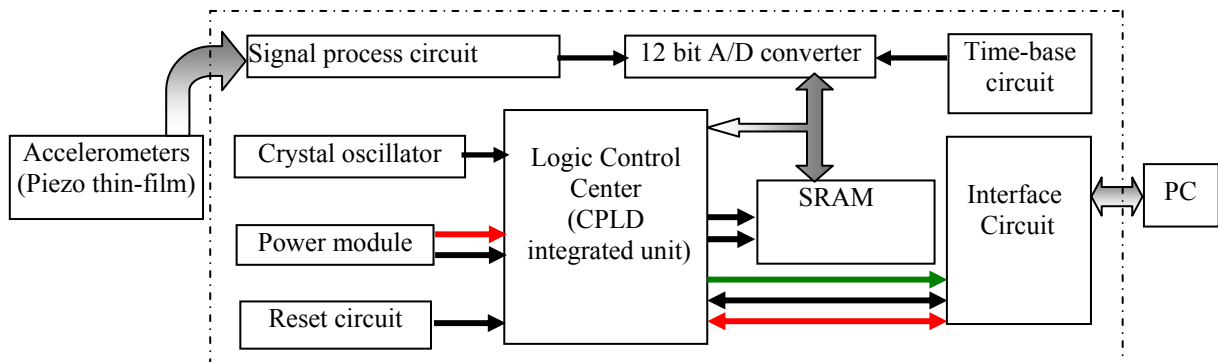 Signal process circuit
12 bit A/D converter
Time-base
circuit
Accelerometers
(Piezo thin-film)
Crystal oscillator
Logic Control
Center
(CPLD
integrated unit)
SRAM
Interface
Circuit
PC
Power module
Reset circuit